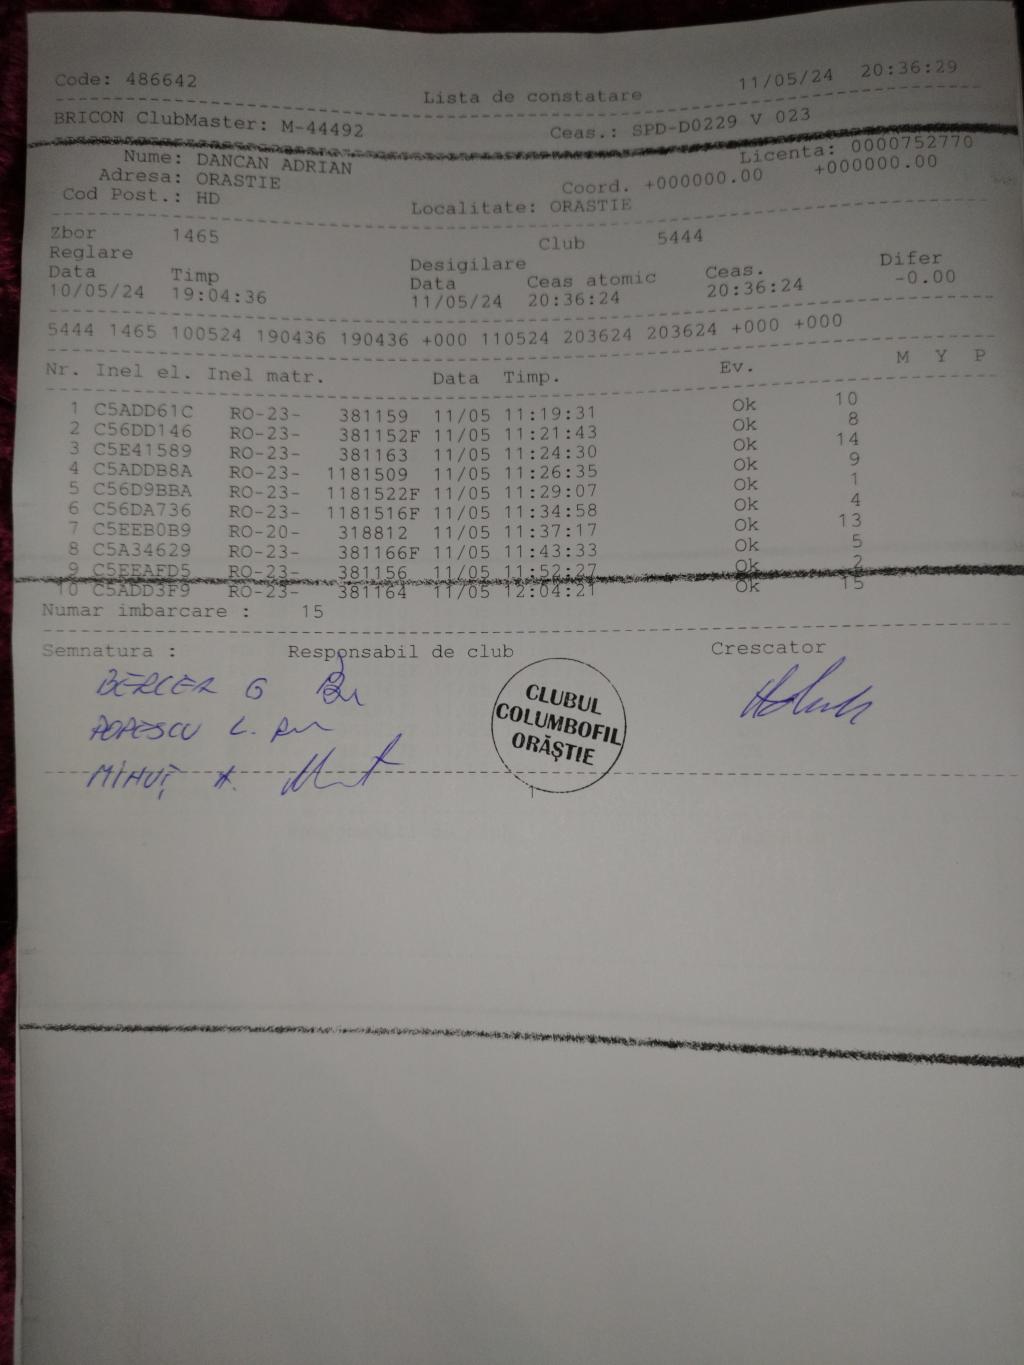 Code: 486642 11/05/24 20:36:29
Lista de constatare
BRICON ClubMaster: M-44492 Ceas.: SPD-D0229 V 023
Nume: DANCAN ADRIAN Licenta: 0000752770
Adresa: ORASTIE Coord. +000000.00 +000000.00
Cod Post.: HD Localitate: ORASTIE
Zbor 1465 Club 5444
Reglare Desigilare
Data Timp Data Ceas atomic Ceas. Difer
10/05/24 19:04:36 11/05/24 20:36:24 20:36:24 -0.00
5444 1465 100524 190436 190436 +000 110524 203624 203624 +000 +000
Nr. Inel el. Inel matr. Data Timp. Ev. M Y P
1 C5ADD61C RO-23- 381159 11/05 11:19:31 Ok 10
2 C56DD146 RO-23- 381152F 11/05 11:21:43 Ok 8
3 C5E41589 RO-23- 381163 11/05 11:24:30 Ok 14
4 C5ADDB8A RO-23- 1181509 11/05 11:26:35 Ok 9
5 C56D9BBA RO-23- 1181522F 11/05 11:29:07 Ok 1
6 C56DA736 RO-23- 1181516F 11/05 11:34:58 Ok 4
7 C5EEB0B9 RO-20- 318812 11/05 11:37:17 Ok 13
8 C5A34629 RO-23- 381166F 11/05 11:43:33 Ok 5
9 C5EEAFD5 RO-23- 381156 11/05 11:52:27 Ok 2
10 C5ADD3F9 RO-23- 381164 11/05 12:04:21 Ok 15
Numar imbarcare : 15
Semnatura : Responsabil de club Crescator
BERCER G
POPESCU C.
MIHUȚ A.
CLUBUL
COLUMBOFIL
ORĂȘTIE
1